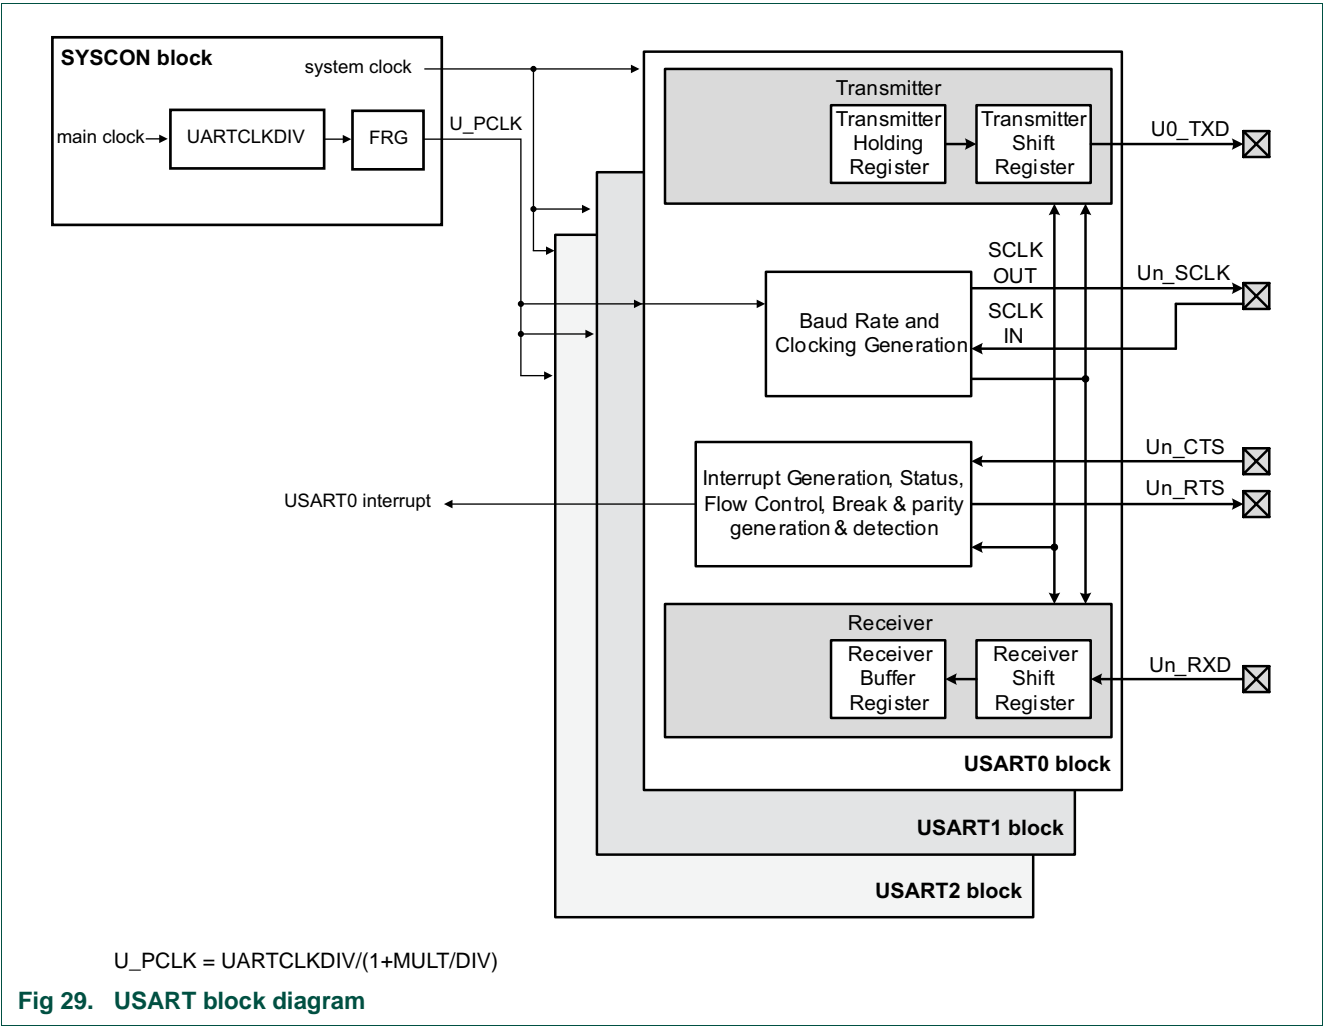 SYSCON block
system clock
main clock
UARTCLKDIV
FRG
U_PCLK
Transmitter
Transmitter
Holding
Register
Transmitter
Shift
Register
U0_TXD
SCLK
OUT
Un_SCLK
Baud Rate and
Clocking Generation
SCLK
IN
Un_CTS
Interrupt Generation, Status,
Flow Control, Break & parity
generation & detection
Un_RTS
USART0 interrupt
Receiver
Receiver
Buffer
Register
Receiver
Shift
Register
Un_RXD
USART0 block
USART1 block
USART2 block
U_PCLK = UARTCLKDIV/(1+MULT/DIV)
Fig 29. USART block diagram